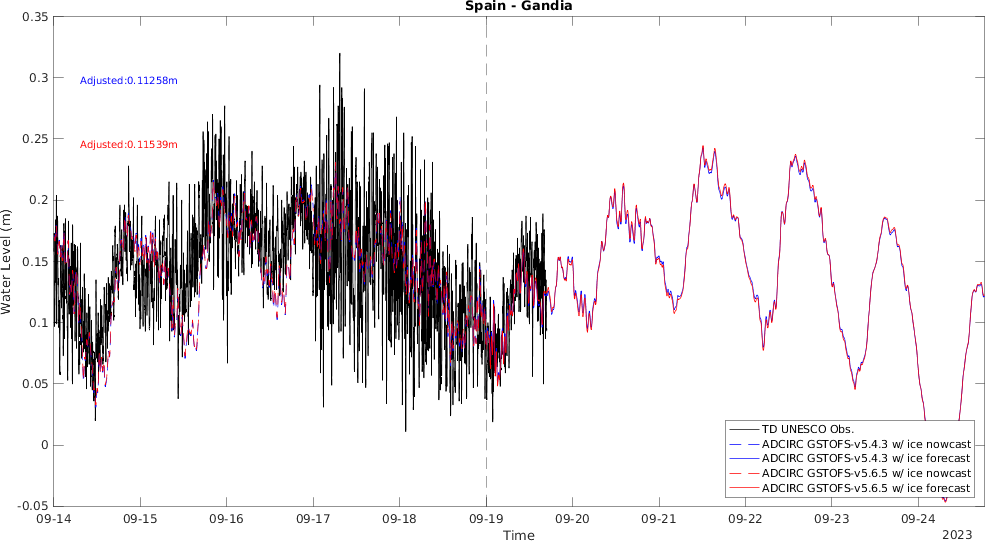 Spain - Gandia
0.35
0.3
0.25
0.2
0.15
0.1
0.05
0
-0.05
Water Level (m)
Adjusted:0.11258m
Adjusted:0.11539m
TD UNESCO Obs.
ADCIRC GSTOFS-v5.4.3 w/ ice nowcast
ADCIRC GSTOFS-v5.4.3 w/ ice forecast
ADCIRC GSTOFS-v5.6.5 w/ ice nowcast
ADCIRC GSTOFS-v5.6.5 w/ ice forecast
09-14 09-15 09-16 09-17 09-18 09-19 09-20 09-21 09-22 09-23 09-24
Time
2023